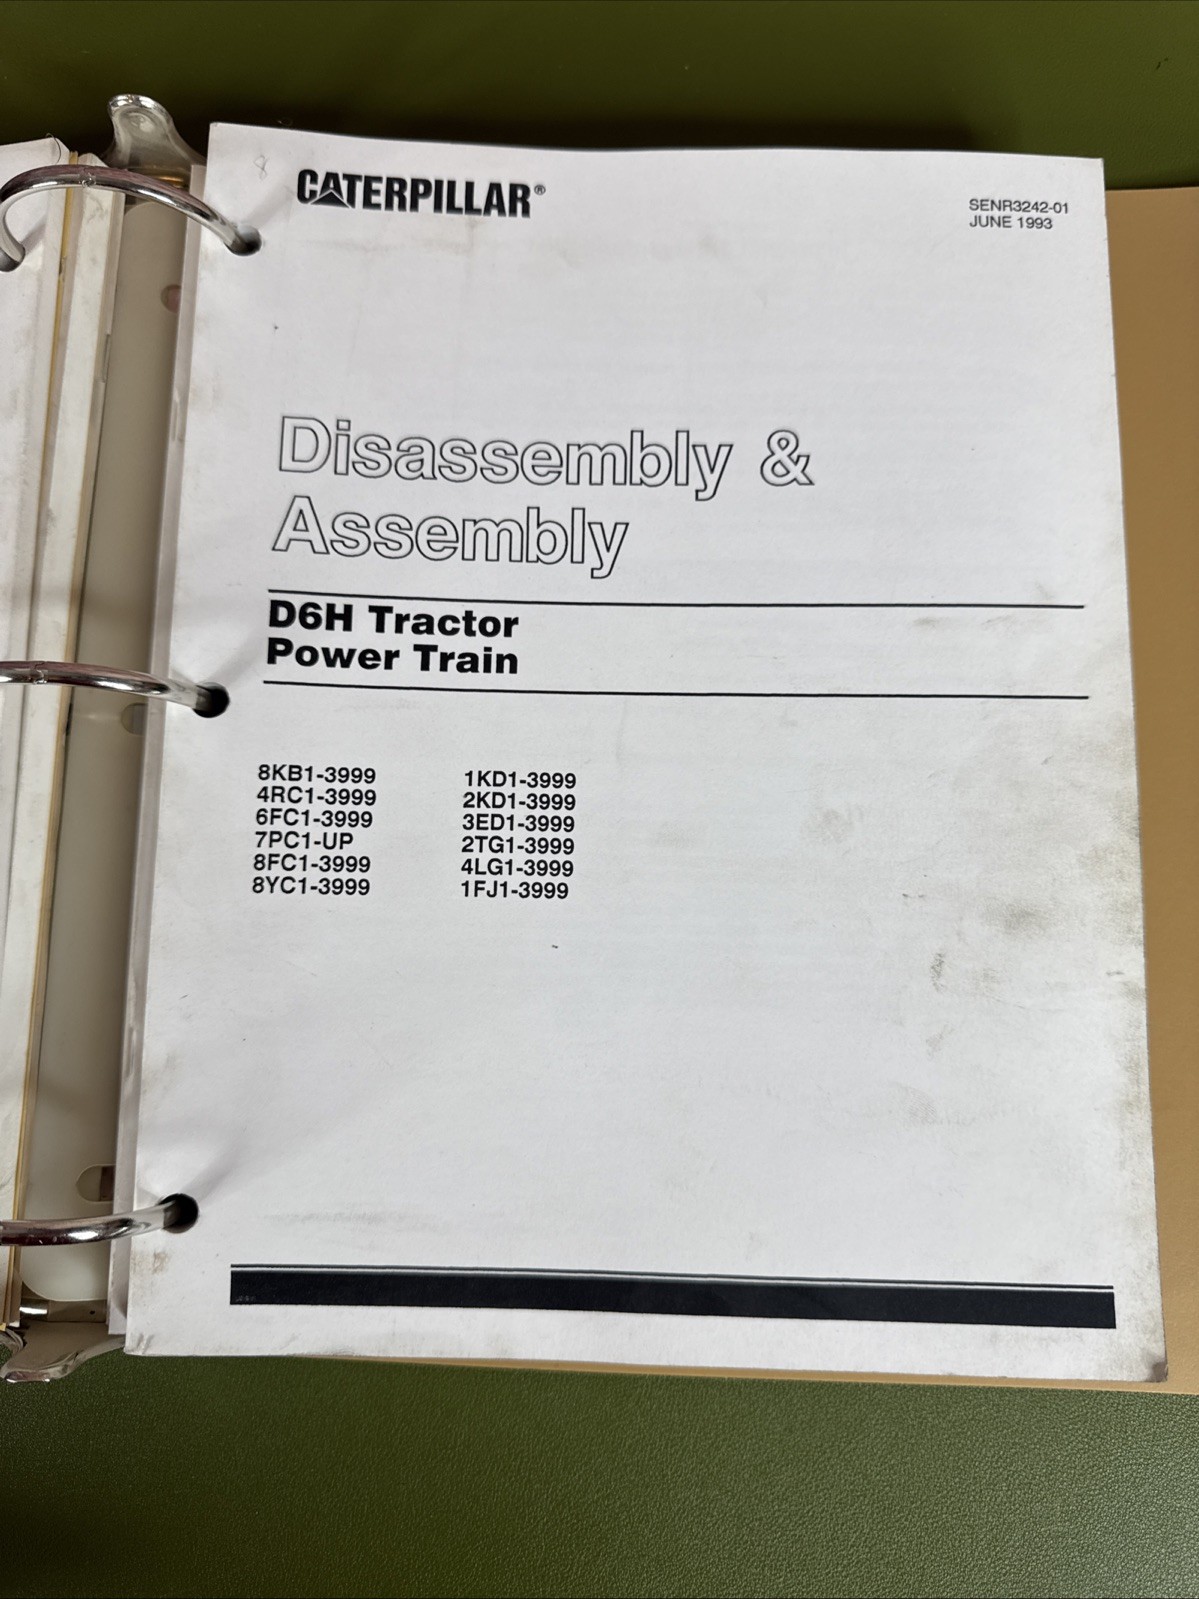 8
CATERPILLAR®
SENR3242-01
JUNE 1993
Disassembly &
Assembly
D6H Tractor
Power Train
8KB1-3999
4RC1-3999
6FC1-3999
7PC1-UP
8FC1-3999
8YC1-3999
1KD1-3999
2KD1-3999
3ED1-3999
2TG1-3999
4LG1-3999
1FJ1-3999